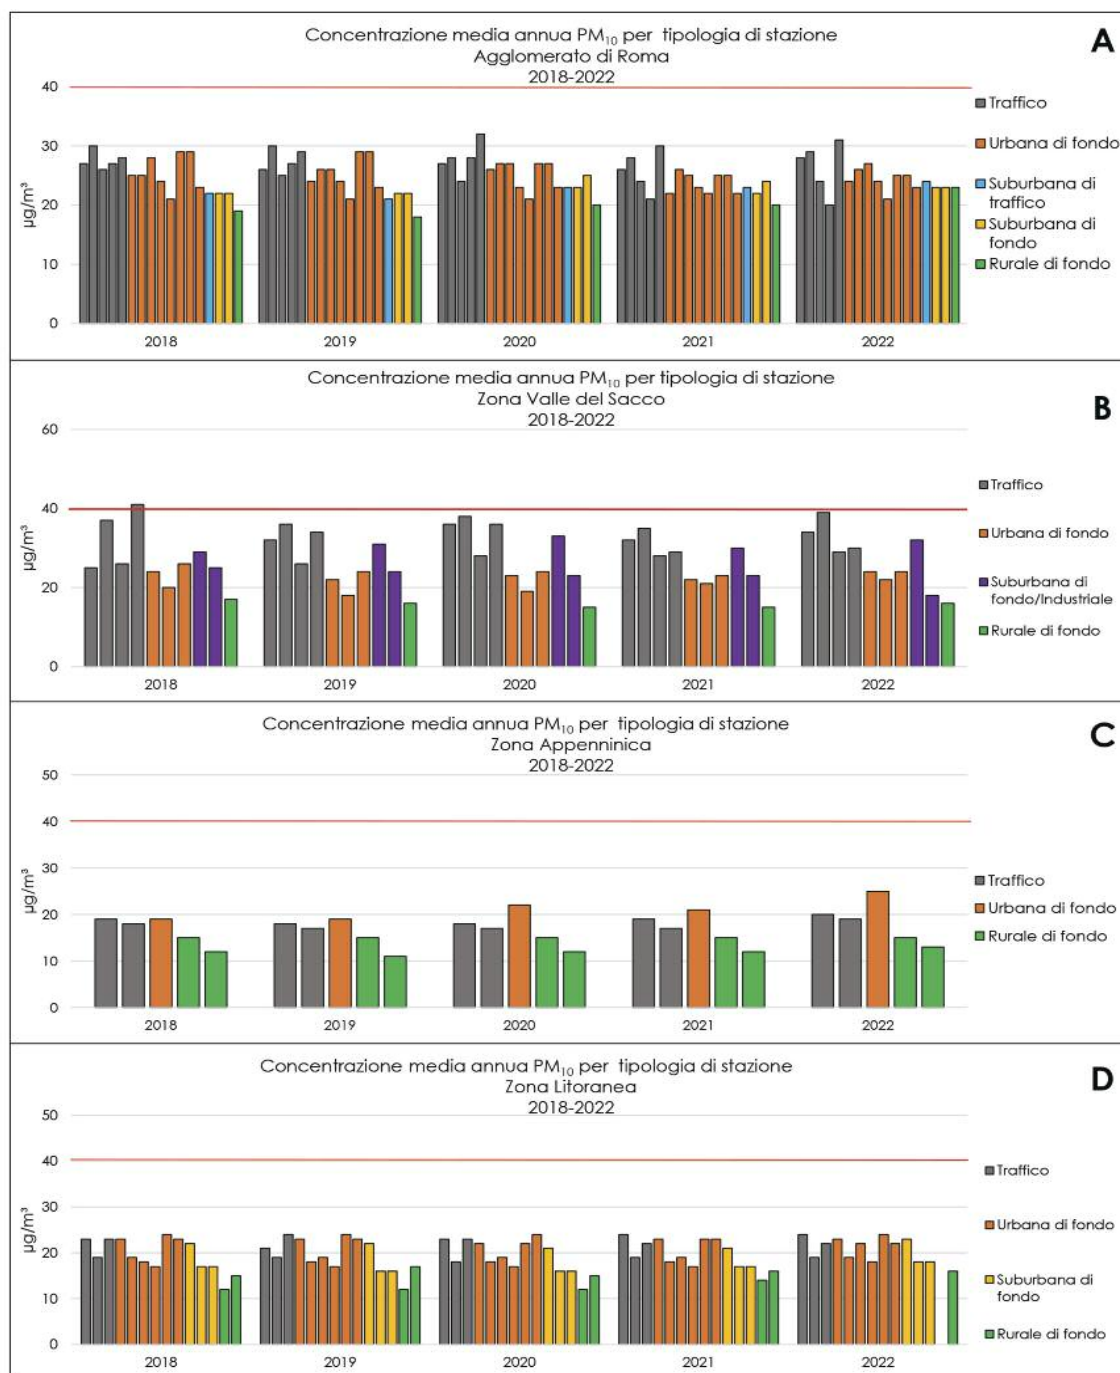 Concentrazione media annua PM₁₀ per tipologia di stazione
Agglomerato di Roma
2018-2022
A
40
30
20
10
0
µg/m³
2018 2019 2020 2021 2022
Traffico
Urbana di fondo
Suburbana di
traffico
Suburbana di
fondo
Rurale di fondo
Concentrazione media annua PM₁₀ per tipologia di stazione
Zona Valle del Sacco
2018-2022
B
60
40
20
0
µg/m³
2018 2019 2020 2021 2022
Traffico
Urbana di fondo
Suburbana di
fondo/Industriale
Rurale di fondo
Concentrazione media annua PM₁₀ per tipologia di stazione
Zona Appenninica
2018-2022
C
50
40
30
20
10
0
µg/m³
2018 2019 2020 2021 2022
Traffico
Urbana di fondo
Rurale di fondo
Concentrazione media annua PM₁₀ per tipologia di stazione
Zona Litoranea
2018-2022
D
50
40
30
20
10
0
µg/m³
2018 2019 2020 2021 2022
Traffico
Urbana di fondo
Suburbana di
fondo
Rurale di fondo